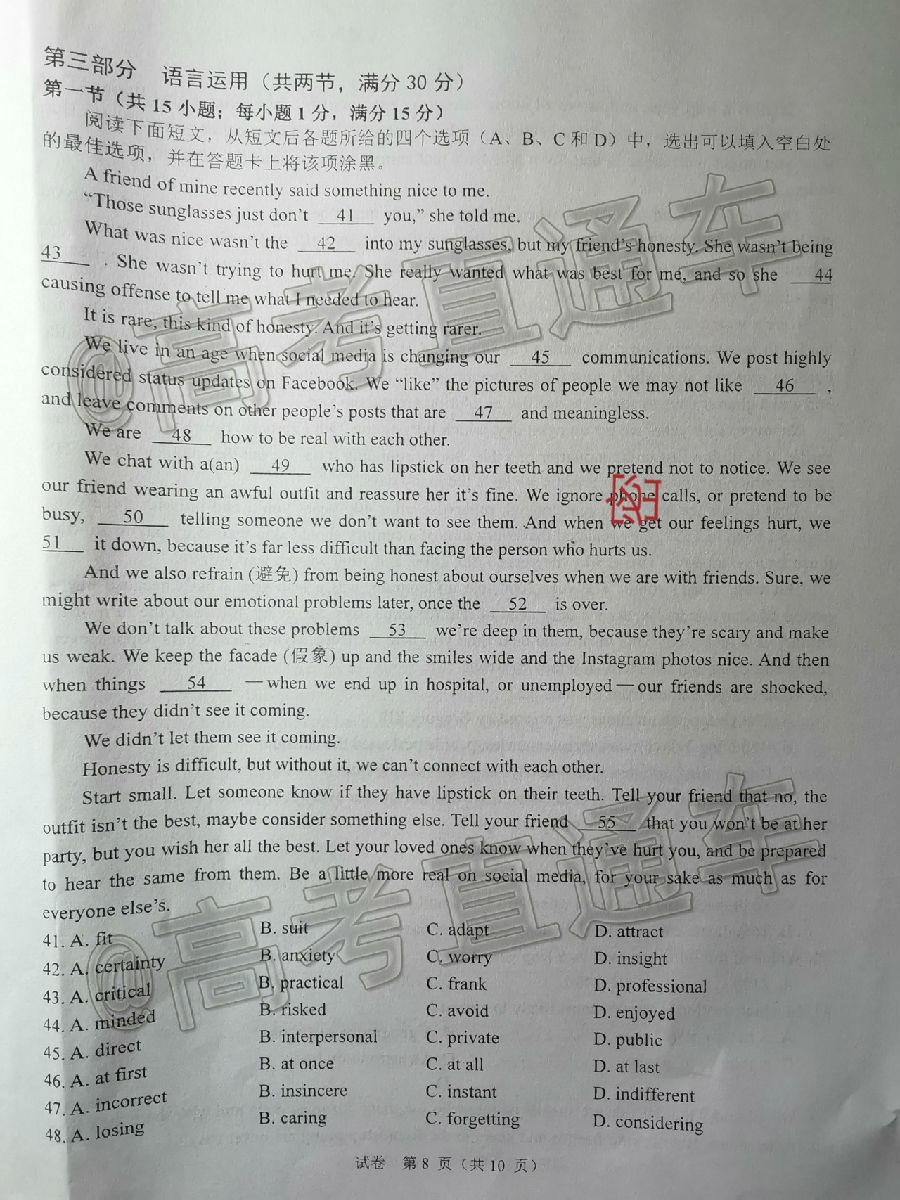 第三部分 语言运用（共两节，满分 30 分）
第一节（共 15 小题；每小题 1 分，满分 15 分）
阅读下面短文，从短文后各题所给的四个选项（A、B、C 和 D）中，选出可以填入空白处
的最佳选项，并在答题卡上将该项涂黑。
A friend of mine recently said something nice to me.
“Those sunglasses just don’t 41 you,” she told me.
What was nice wasn’t the 42 into my sunglasses, but my friend’s honesty. She wasn’t being
43 . She wasn’t trying to hurt me. She really wanted what was best for me, and so she 44
causing offense to tell me what I needed to hear.
It is rare, this kind of honesty. And it’s getting rarer.
We live in an age when social media is changing our 45 communications. We post highly
considered status updates on Facebook. We “like” the pictures of people we may not like 46 ,
and leave comments on other people’s posts that are 47 and meaningless.
We are 48 how to be real with each other.
We chat with a(an) 49 who has lipstick on her teeth and we pretend not to notice. We see
our friend wearing an awful outfit and reassure her it’s fine. We ignore phone calls, or pretend to be
busy, 50 telling someone we don’t want to see them. And when we get our feelings hurt, we
51 it down, because it’s far less difficult than facing the person who hurts us.
And we also refrain (避免) from being honest about ourselves when we are with friends. Sure. we
might write about our emotional problems later, once the 52 is over.
We don’t talk about these problems 53 we’re deep in them, because they’re scary and make
us weak. We keep the facade (假象) up and the smiles wide and the Instagram photos nice. And then
when things 54 —when we end up in hospital, or unemployed—our friends are shocked,
because they didn’t see it coming.
We didn’t let them see it coming.
Honesty is difficult, but without it, we can’t connect with each other.
Start small. Let someone know if they have lipstick on their teeth. Tell your friend that no, the
outfit isn’t the best, maybe consider something else. Tell your friend 55 that you won’t be at her
party, but you wish her all the best. Let your loved ones know when they’ve hurt you, and be prepared
to hear the same from them. Be a little more real on social media, for your sake as much as for
everyone else’s.
41. A. fit B. suit C. adapt D. attract
42. A. certainty B. anxiety C. worry D. insight
43. A. critical B. practical C. frank D. professional
44. A. minded B. risked C. avoid D. enjoyed
45. A. direct B. interpersonal C. private D. public
46. A. at first B. at once C. at all D. at last
47. A. incorrect B. insincere C. instant D. indifferent
48. A. losing B. caring C. forgetting D. considering
试卷 第 8 页（共 10 页）
@高考直通车
@高考直通车